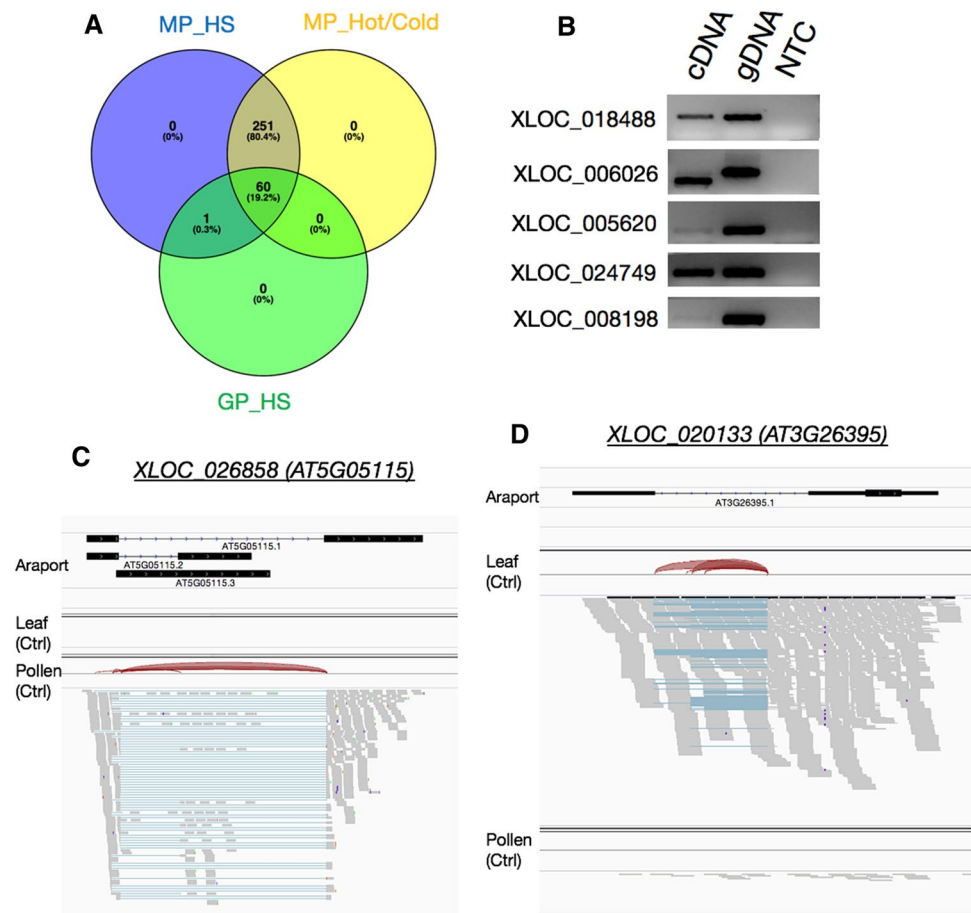 A
MP_HS
MP_Hot/Cold
0
(0%)
251
(80.4%)
0
(0%)
60
(19.2%)
1
(0.3%)
0
(0%)
0
(0%)
GP_HS
B
cDNA
gDNA
NTC
XLOC_018488
XLOC_006026
XLOC_005620
XLOC_024749
XLOC_008198
C
XLOC_026858 (AT5G05115)
Araport
AT5G05115.1
AT5G05115.2
AT5G05115.3
Leaf
(Ctrl)
Pollen
(Ctrl)
D
XLOC_020133 (AT3G26395)
Araport
AT3G26395.1
Leaf
(Ctrl)
Pollen
(Ctrl)